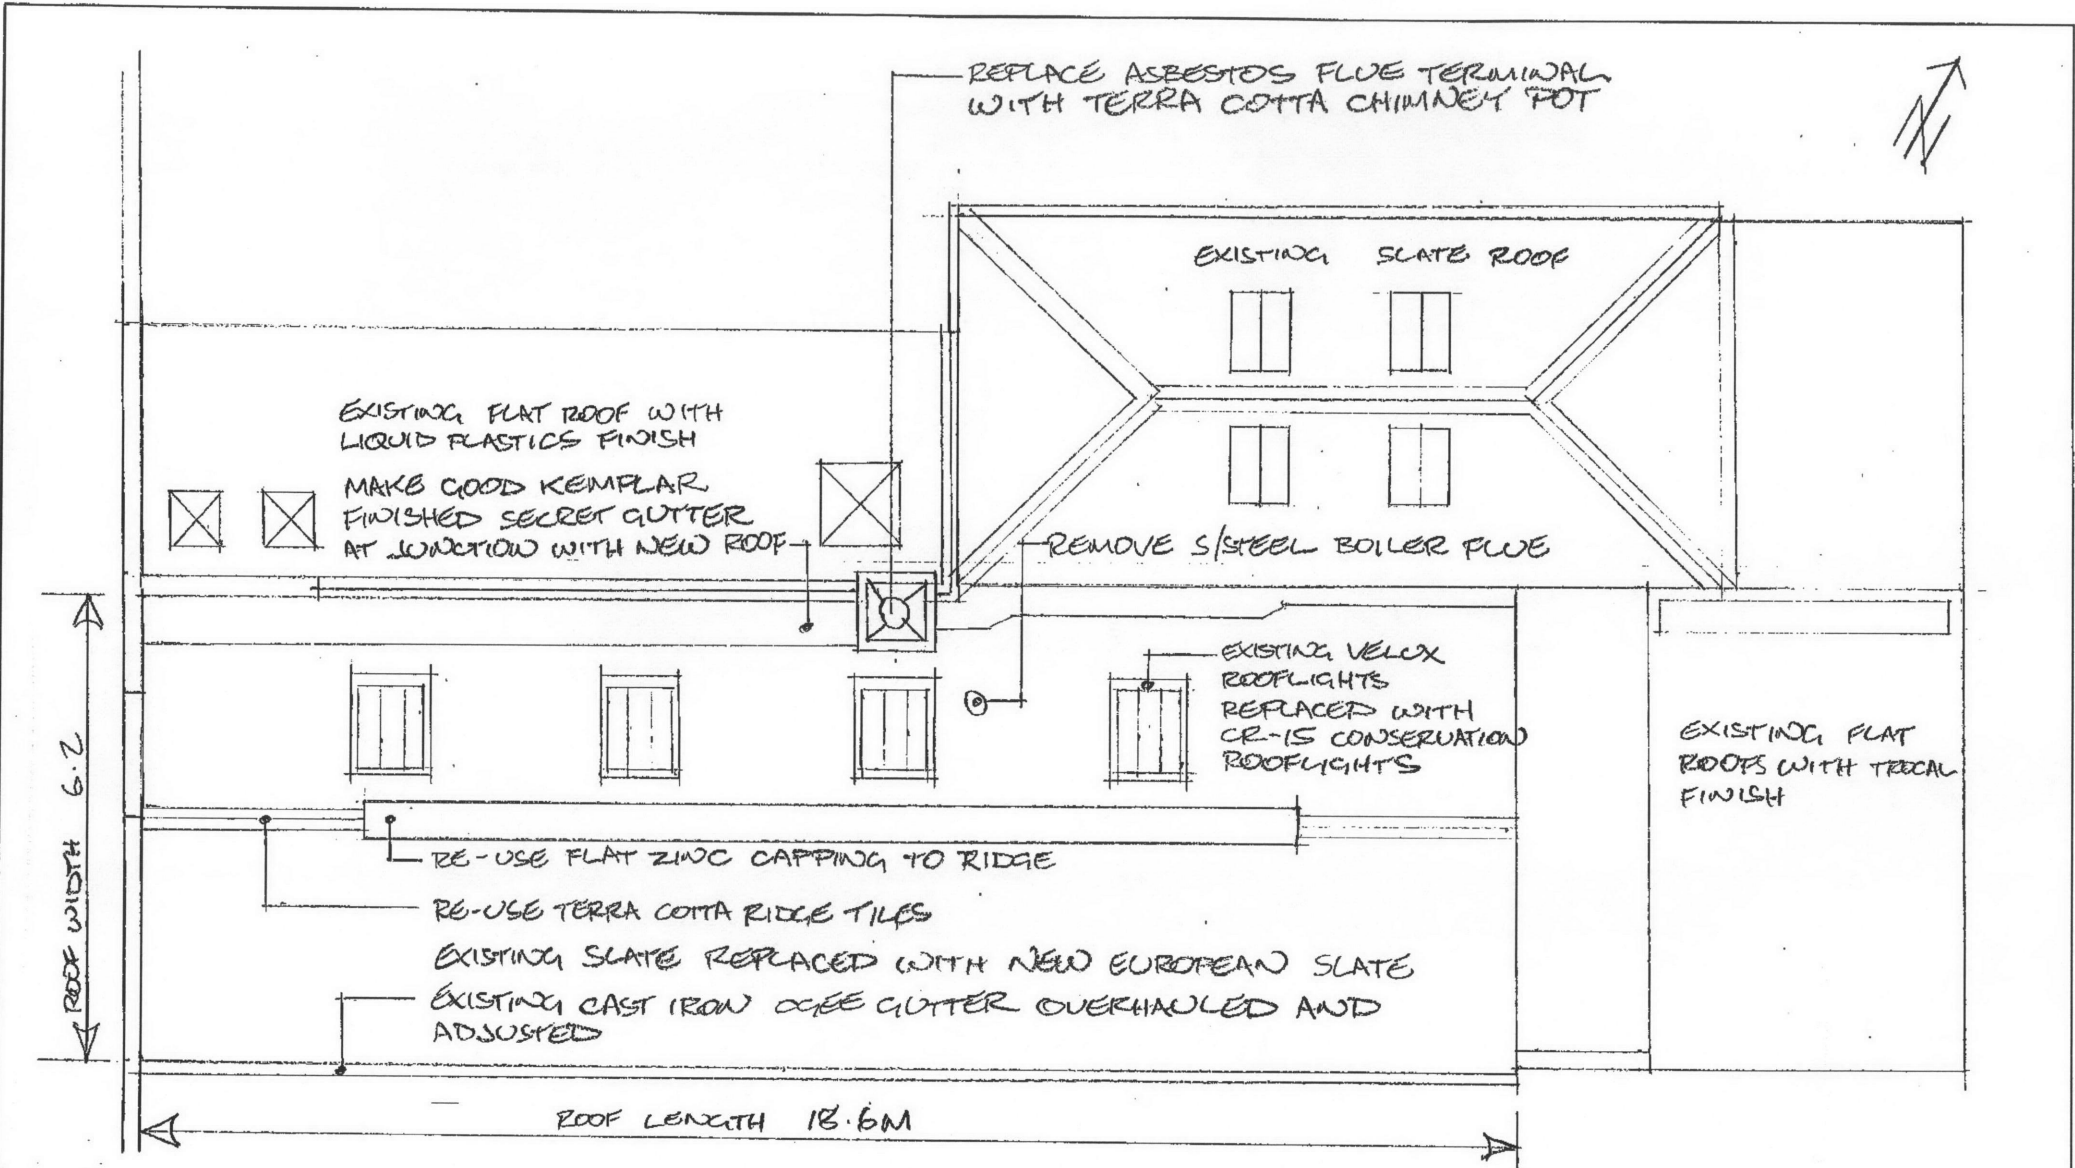 REPLACE ASBESTOS FLUE TERMINAL
WITH TERRA COTTA CHIMNEY POT
N
EXISTING SLATE ROOF
EXISTING FLAT ROOF WITH
LIQUID PLASTICS FINISH
MAKE GOOD KEMPLAR
FINISHED SECRET GUTTER
AT JUNCTION WITH NEW ROOF
REMOVE S/STEEL BOILER FLUE
EXISTING VELUX
ROOFLIGHTS
REPLACED WITH
CR-15 CONSERVATION
ROOFLIGHTS
EXISTING FLAT
ROOFS WITH TROCAL
FINISH
ROOF WIDTH 6.2
RE-USE FLAT ZINC CAPPING TO RIDGE
RE-USE TERRA COTTA RIDGE TILES
EXISTING SLATE REPLACED WITH NEW EUROPEAN SLATE
EXISTING CAST IRON OGEE GUTTER OVERHAULED AND
ADJUSTED
ROOF LENGTH 18.6M